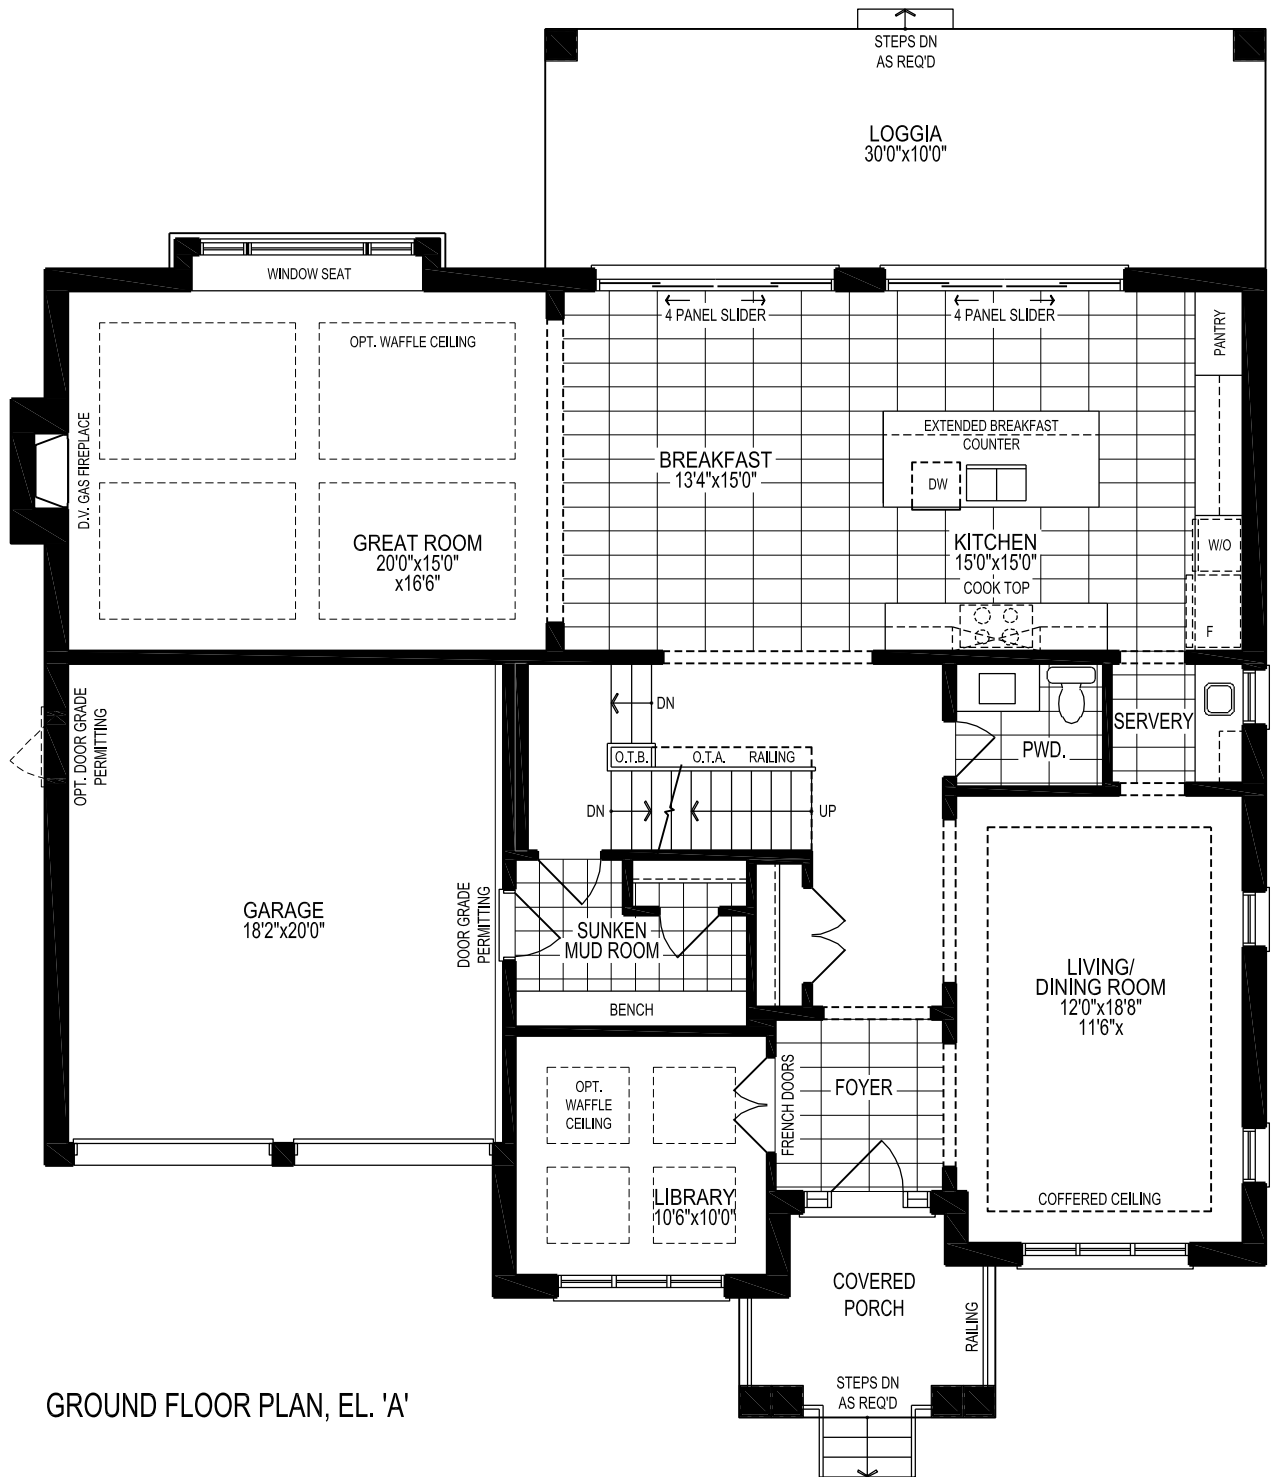 STEPS DN
AS REQ'D
LOGGIA
30'0"x10'0"
WINDOW SEAT
4 PANEL SLIDER
4 PANEL SLIDER
OPT. WAFFLE CEILING
PANTRY
D.V. GAS FIREPLACE
EXTENDED BREAKFAST
COUNTER
BREAKFAST
13'4"x15'0"
DW
GREAT ROOM
20'0"x15'0"
x16'6"
KITCHEN
15'0"x15'0"
COOK TOP
W/O
F
OPT. DOOR GRADE
PERMITTING
DN
O.T.B.
O.T.A.
RAILING
PWD.
SERVERY
DN
UP
GARAGE
18'2"x20'0"
DOOR GRADE
PERMITTING
SUNKEN
MUD ROOM
BENCH
LIVING/
DINING ROOM
12'0"x18'8"
11'6"x
OPT.
WAFFLE
CEILING
FRENCH DOORS
FOYER
LIBRARY
10'6"x10'0"
COFFERED CEILING
COVERED
PORCH
RAILING
STEPS DN
AS REQ'D
GROUND FLOOR PLAN, EL. 'A'